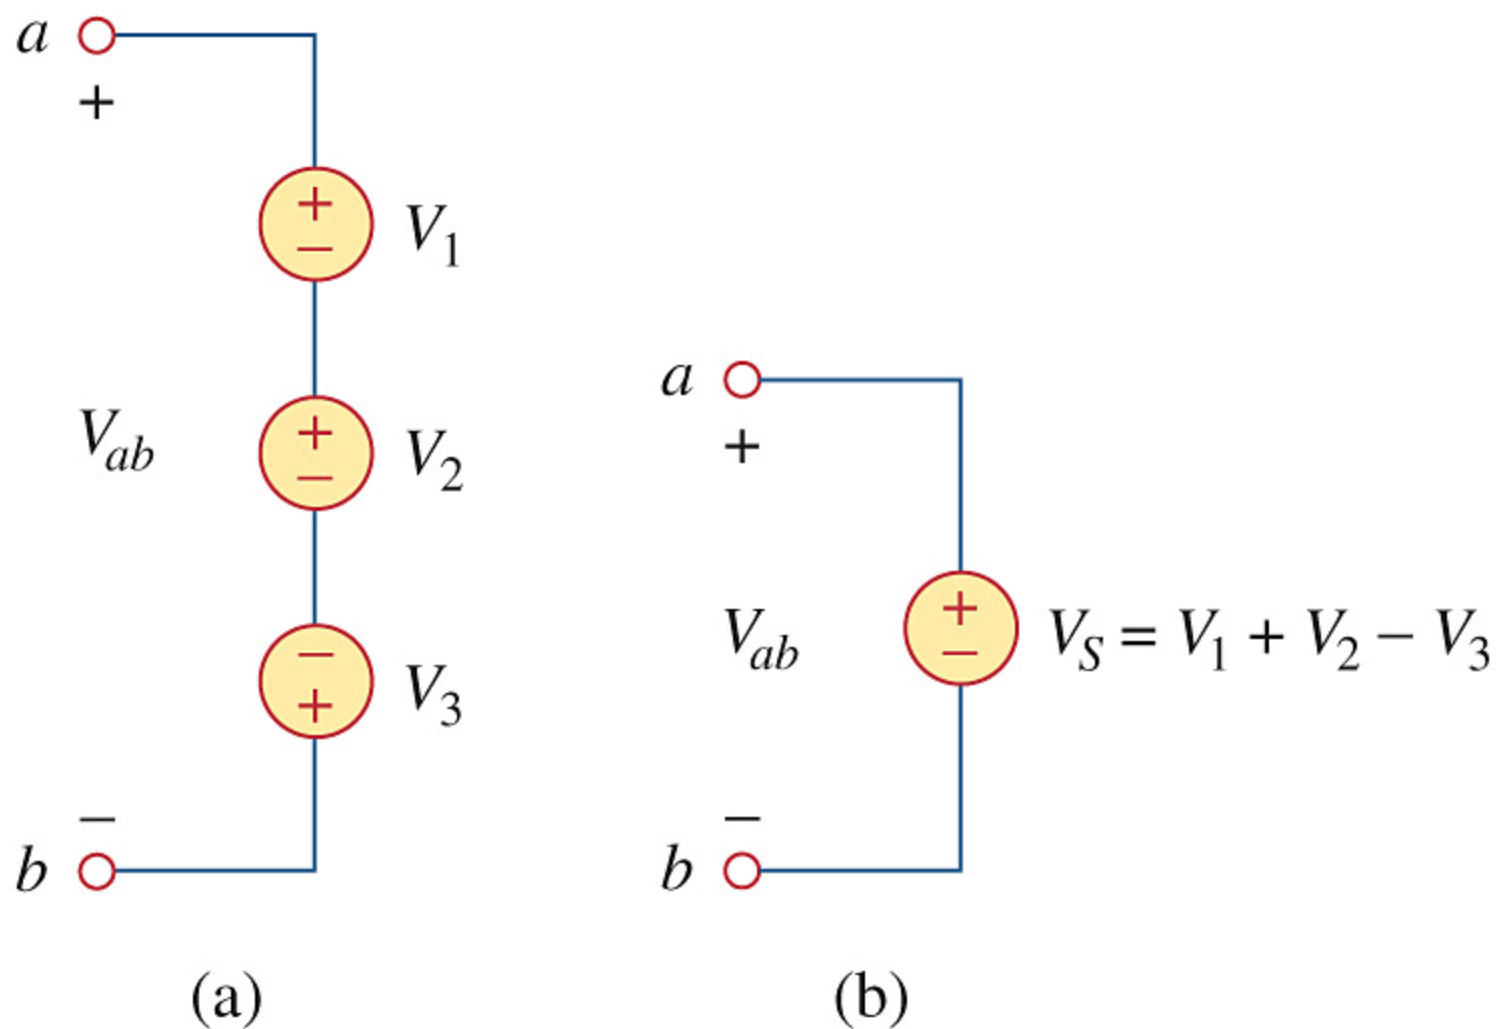 a
+
+
−
V1
Vab
+
−
V2
−
+
V3
−
b
(a)
a
+
Vab
+
−
VS = V1 + V2 − V3
−
b
(b)